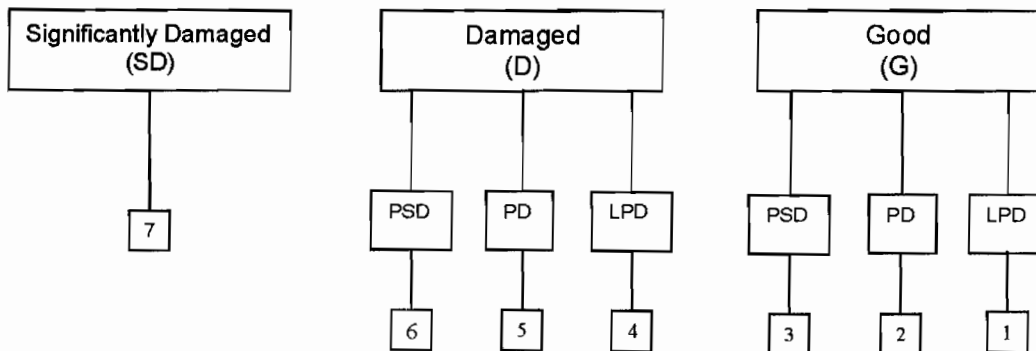 Significantly Damaged
(SD)
Damaged
(D)
Good
(G)
PSD
PD
LPD
PSD
PD
LPD
7
6
5
4
3
2
1